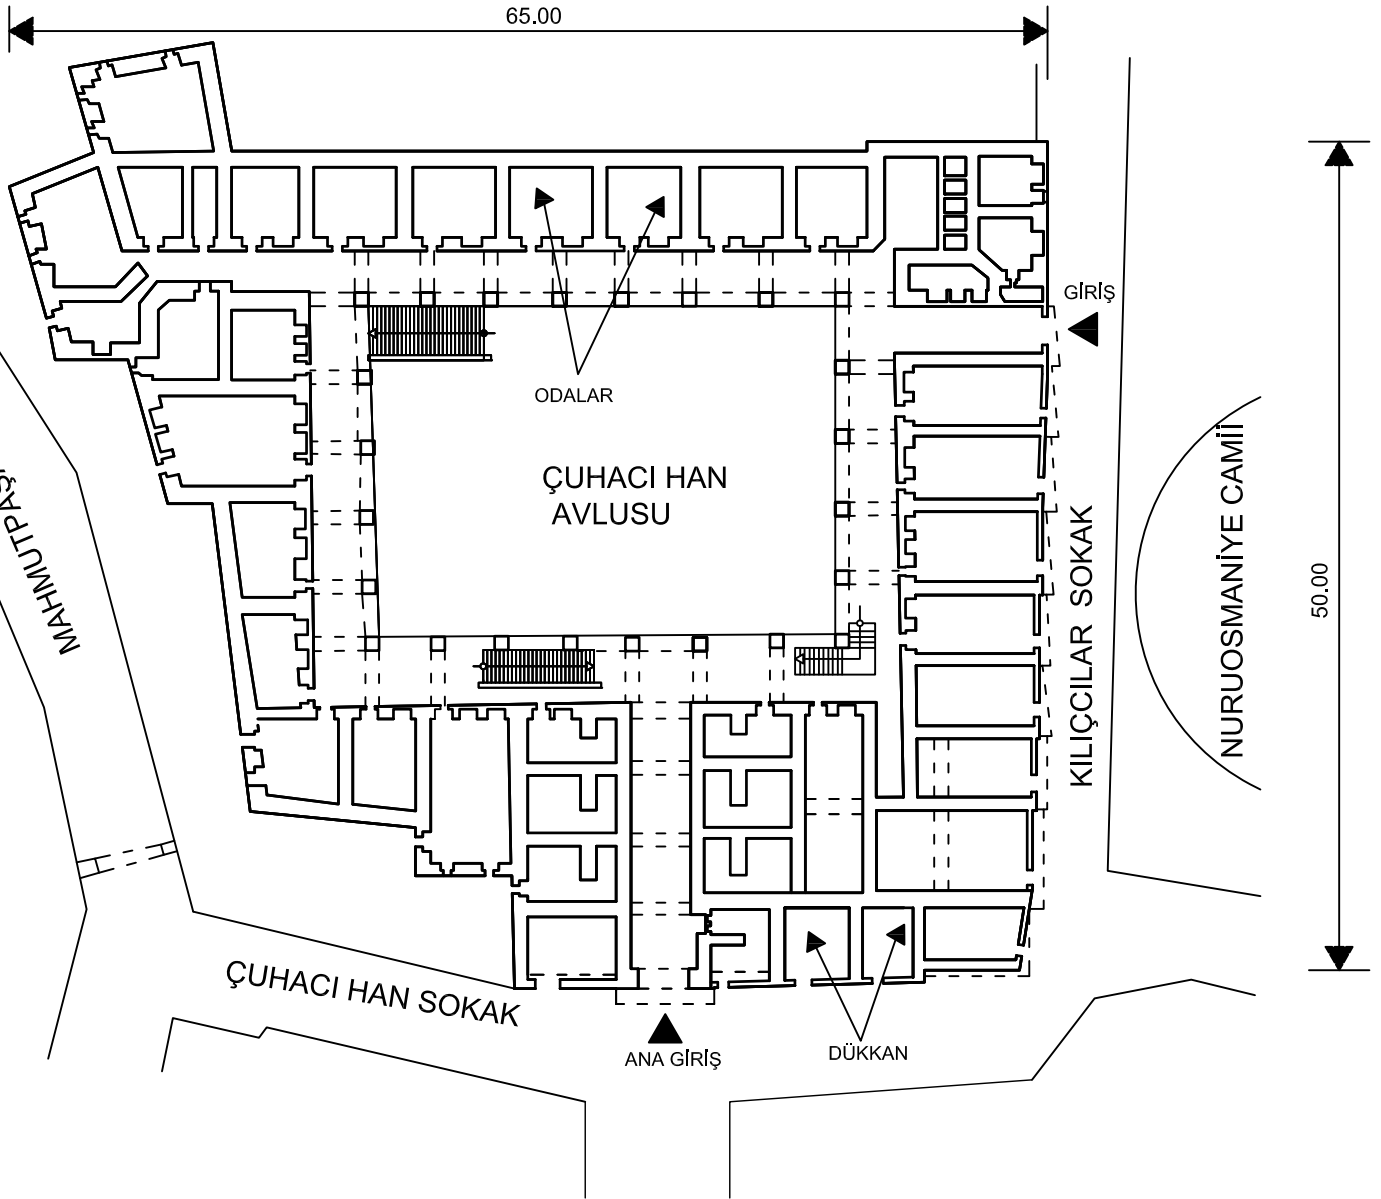 65.00
GİRİŞ
ODALAR
ÇUHACI HAN
AVLUSU
NURUOSMANİYE CAMİİ
50.00
KILIÇCILAR SOKAK
ÇUHACI HAN SOKAK
ANA GİRİŞ
DÜKKAN